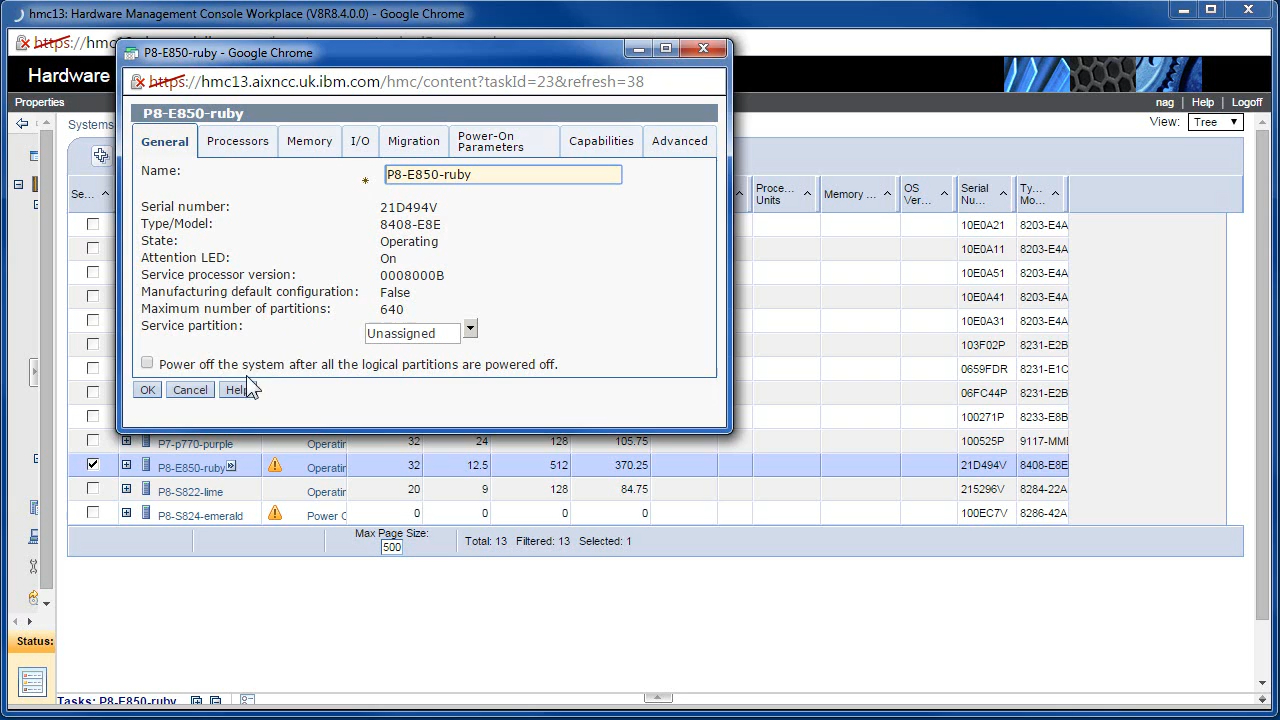 hmc13: Hardware Management Console Workplace (V8R8.4.0.0) - Google Chrome
https://hmc
P8-E850-ruby - Google Chrome
https://hmc13.aixncc.uk.ibm.com/hmc/content?taskId=23&refresh=38
Hardware
Properties
nag | Help | Logoff
P8-E850-ruby
Systems
View: Tree
General Processors Memory I/O Migration Power-On Parameters Capabilities Advanced
Name: * P8-E850-ruby
Serial number: 21D494V
Type/Model: 8408-E8E
State: Operating
Attention LED: On
Service processor version: 0008000B
Manufacturing default configuration: False
Maximum number of partitions: 640
Service partition: Unassigned
Power off the system after all the logical partitions are powered off.
OK Cancel Help
Se... Proce... Units Memory ... OS Ver... Serial Nu... Ty... Mo...
10E0A21 8203-E4A
10E0A11 8203-E4A
10E0A51 8203-E4A
10E0A41 8203-E4A
10E0A31 8203-E4A
103F02P 8231-E2B
0659FDR 8231-E1C
06FC44P 8231-E2B
100271P 8233-E8B
P7-p770-purple Operatir 32 24 128 105.75 100525P 9117-MME
P8-E850-ruby Operatir 32 12.5 512 370.25 21D494V 8408-E8E
P8-S822-lime Operatir 20 9 128 84.75 215296V 8284-22A
P8-S824-emerald Power C 0 0 0 0 100EC7V 8286-42A
Max Page Size:
500
Total: 13 Filtered: 13 Selected: 1
Status:
Tasks: P8-E850-ruby